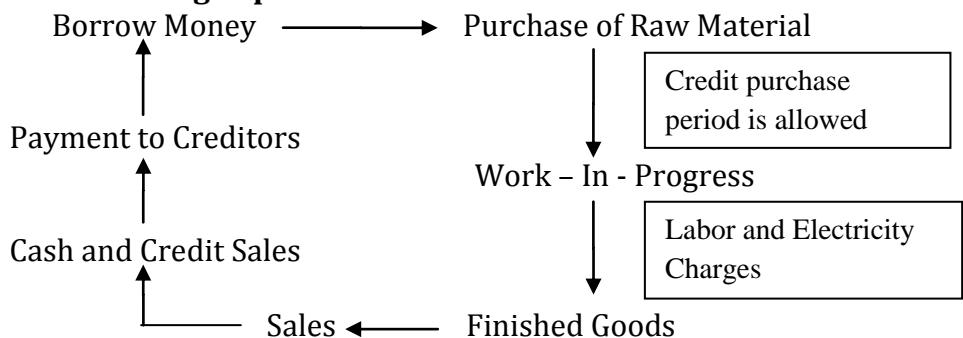 Borrow Money
Purchase of Raw Material
Credit purchase
period is allowed
Payment to Creditors
Work – In - Progress
Labor and Electricity
Charges
Cash and Credit Sales
Sales
Finished Goods